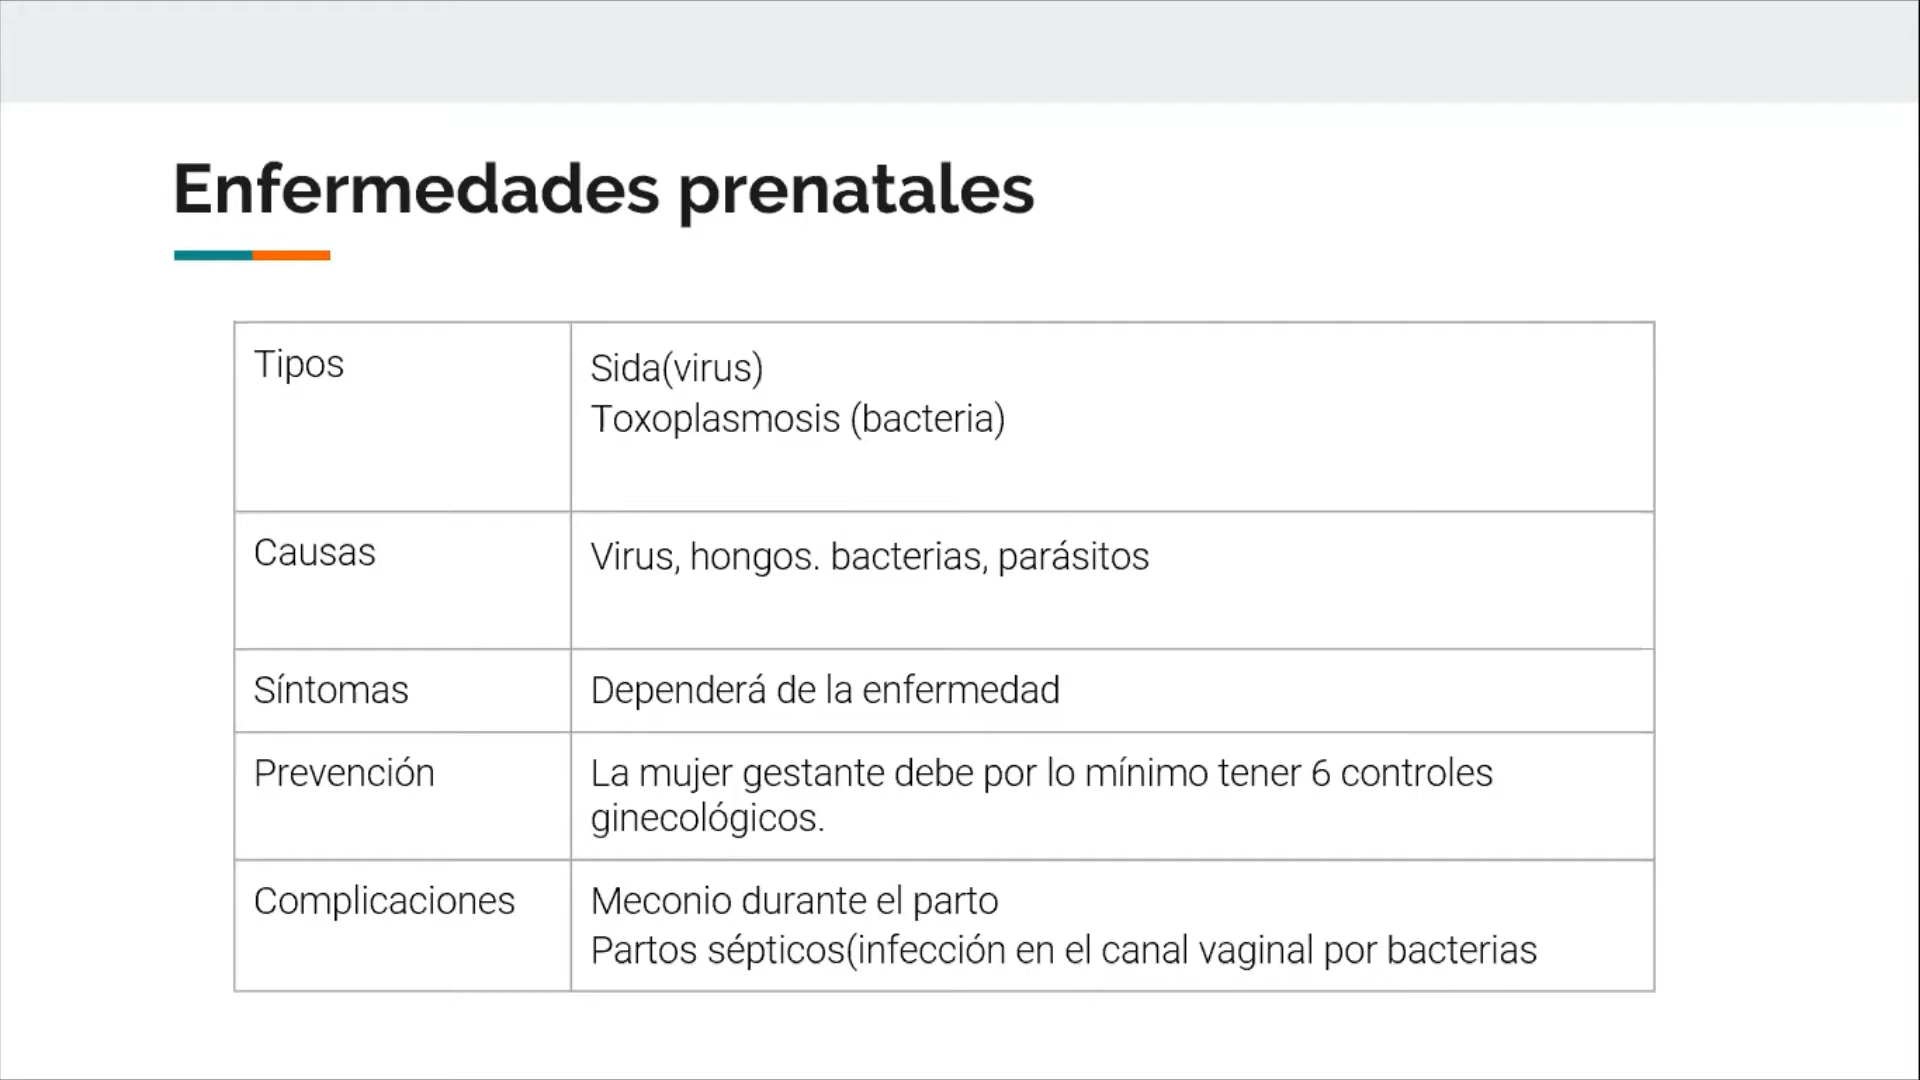 Enfermedades prenatales
Tipos
Sida(virus)
Toxoplasmosis (bacteria)
Causas
Virus, hongos. bacterias, parásitos
Síntomas
Dependerá de la enfermedad
Prevención
La mujer gestante debe por lo mínimo tener 6 controles
ginecológicos.
Complicaciones
Meconio durante el parto
Partos sépticos(infección en el canal vaginal por bacterias